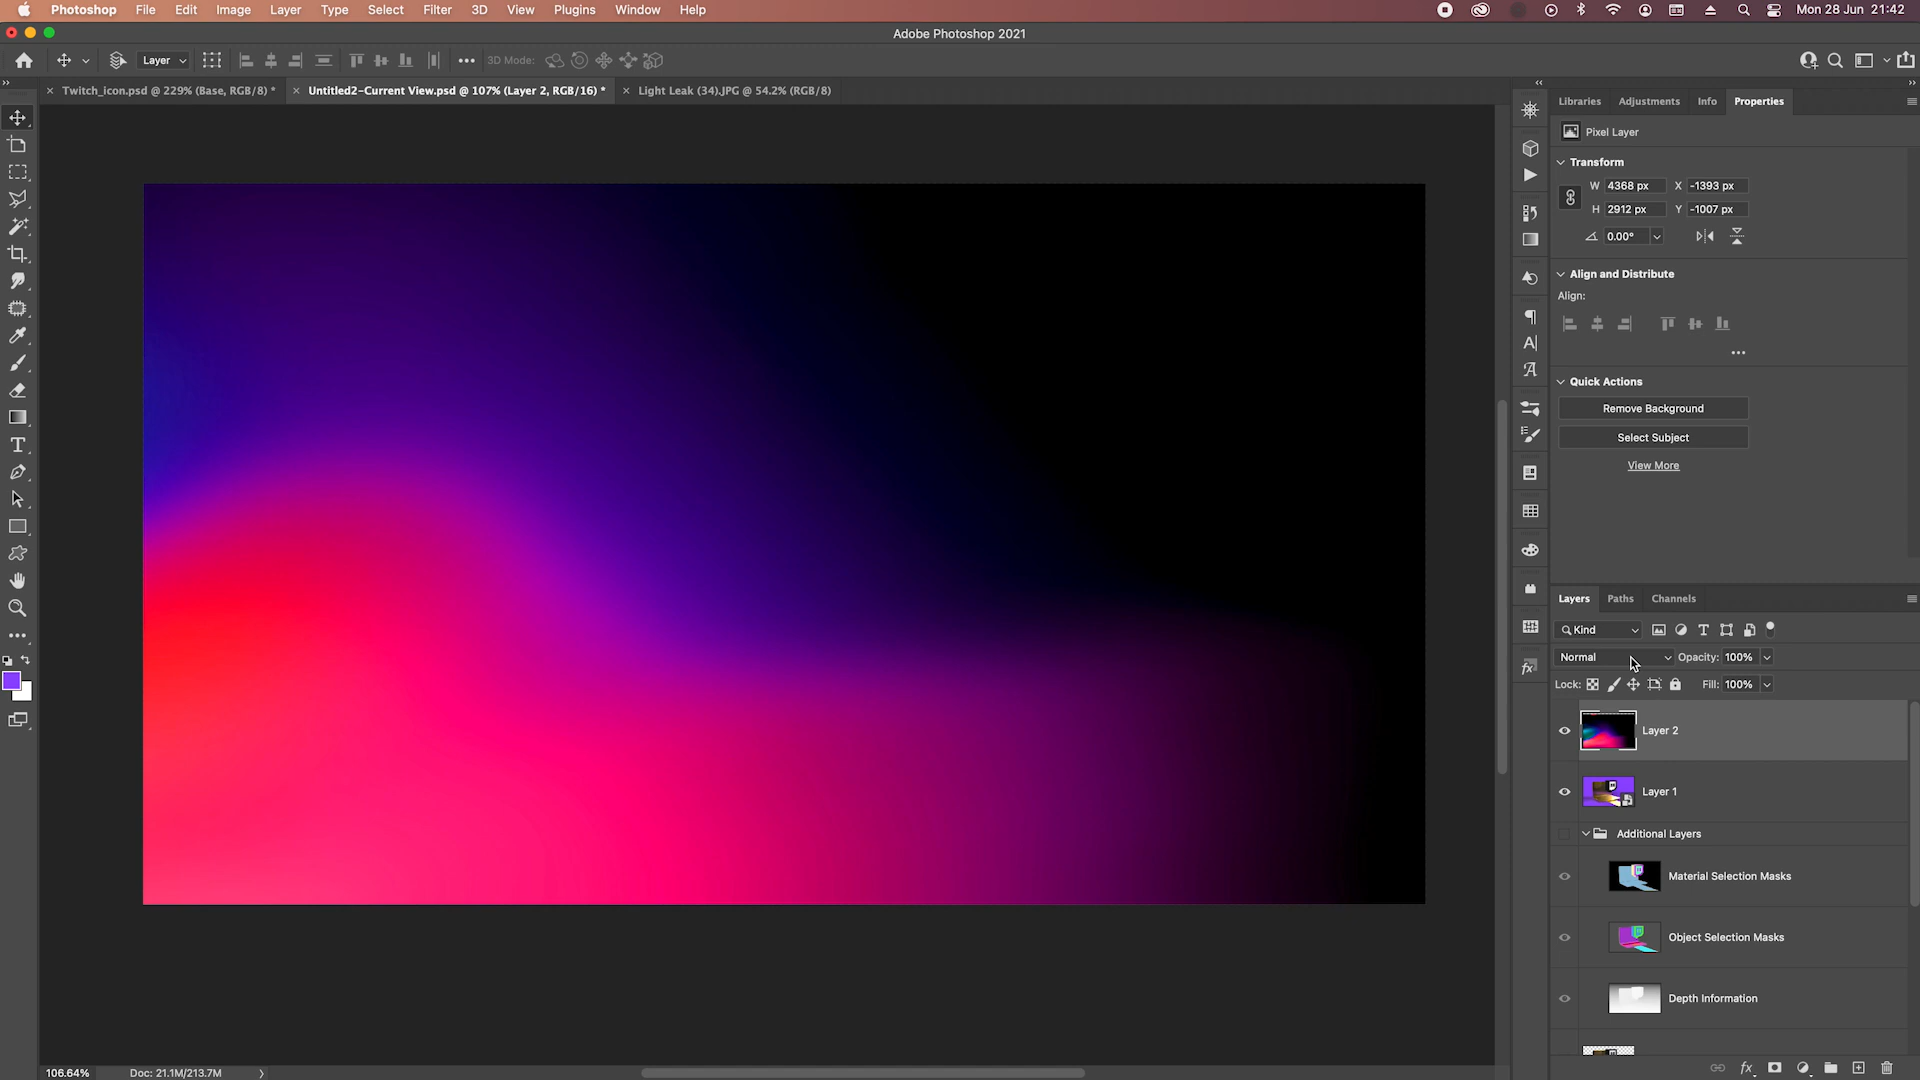 Photoshop File Edit Image Layer Type Select Filter 3D View Plugins Window Help Mon 28 Jun 21:42
Adobe Photoshop 2021
Layer 3D Mode:
Twitch_icon.psd @ 229% (Base, RGB/8) * Untitled2-Current View.psd @ 107% (Layer 2, RGB/16) * Light Leak (34).JPG @ 54.2% (RGB/8)
Libraries Adjustments Info Properties
Pixel Layer
Transform
W 4368 px X -1393 px
H 2912 px Y -1007 px
0.00°
Align and Distribute
Align:
Quick Actions
Remove Background
Select Subject
View More
Layers Paths Channels
Kind
Normal Opacity: 100%
Lock: Fill: 100%
Layer 2
Layer 1
Additional Layers
Material Selection Masks
Object Selection Masks
Depth Information
106.64% Doc: 21.1M/213.7M